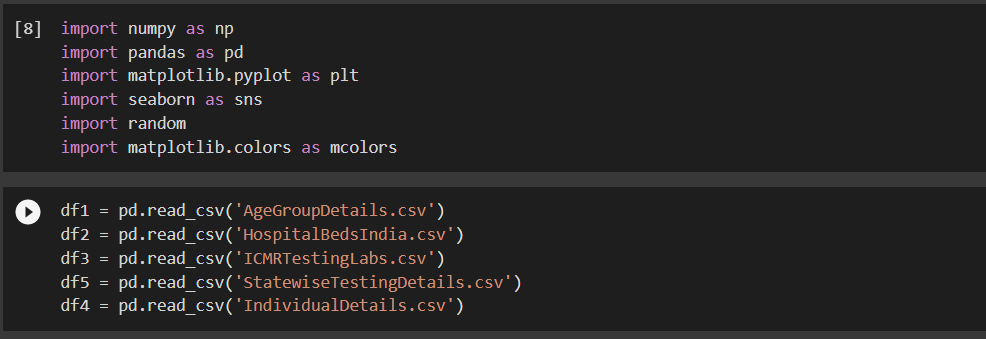 [8] import numpy as np
import pandas as pd
import matplotlib.pyplot as plt
import seaborn as sns
import random
import matplotlib.colors as mcolors
df1 = pd.read_csv('AgeGroupDetails.csv')
df2 = pd.read_csv('HospitalBedsIndia.csv')
df3 = pd.read_csv('ICMRTestingLabs.csv')
df5 = pd.read_csv('StatewiseTestingDetails.csv')
df4 = pd.read_csv('IndividualDetails.csv')